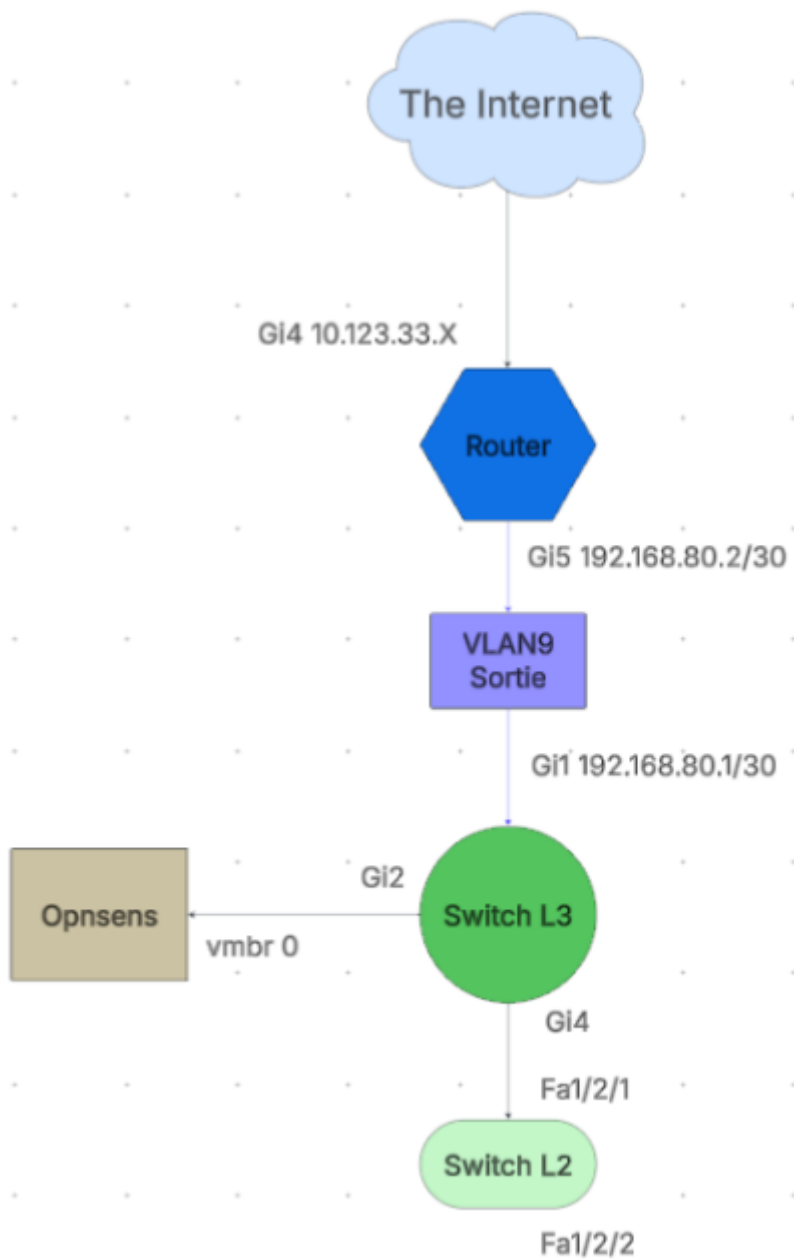 The Internet
Gi4 10.123.33.X
Router
Gi5 192.168.80.2/30
VLAN9
Sortie
Gi1 192.168.80.1/30
Gi2
Opnsens
Switch L3
vmbr 0
Gi4
Fa1/2/1
Switch L2
Fa1/2/2